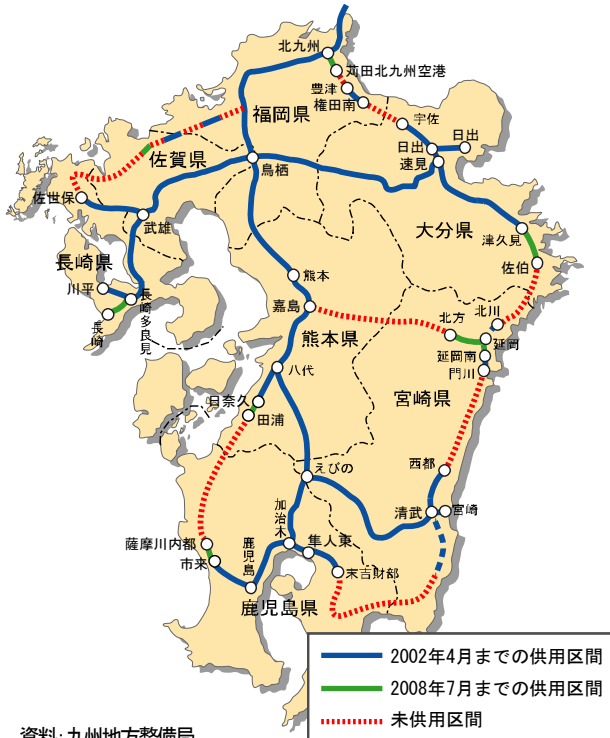 北九州
苅田北九州空港
豊津
権田南
福岡県
宇佐
日出
日出
速見
佐賀県
鳥栖
佐世保
武雄
大分県
津久見
佐伯
長崎県
川平
長崎多良見
長崎
熊本
嘉島
北方
北川
延岡
熊本県
延岡南
門川
八代
日奈久
田浦
宮崎県
えびの
西都
加治木
清武
宮崎
薩摩川内都
鹿児島
隼人東
市来
末吉財部
鹿児島県
2002年4月までの供用区間
2008年7月までの供用区間
未供用区間
資料:九州地方整備局